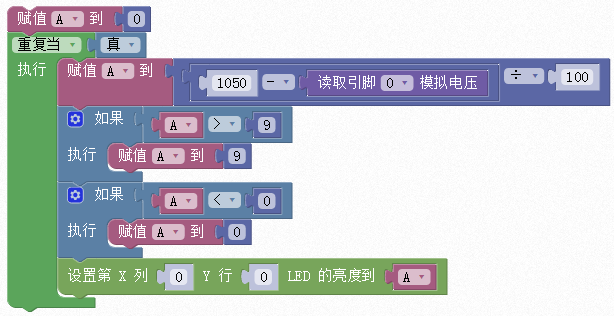 赋值 A 到 0
重复当 真
执行 赋值 A 到 1050 - 读取引脚 0 模拟电压 ÷ 100
如果 A > 9
执行 赋值 A 到 9
如果 A < 0
执行 赋值 A 到 0
设置第 X 列 0 Y 行 0 LED 的亮度到 A